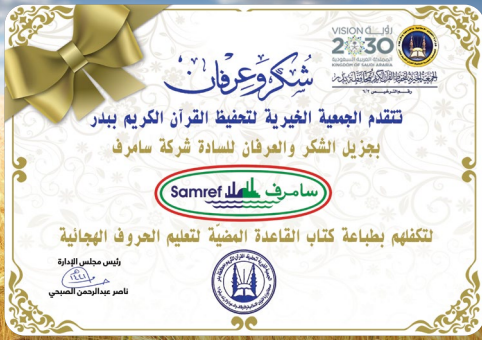 رؤية VISION
2030
المملكة العربية السعودية
KINGDOM OF SAUDI ARABIA
شكر وعرفان
تتقدم الجمعية الخيرية لتحفيظ القرآن الكريم ببدر
بجزيل الشكر والعرفان للسادة شركة سامرف
Samref سامرف
لتكفلهم بطباعة كتاب القاعدة المضيّة لتعليم الحروف الهجائية
رئيس مجلس الإدارة
ناصر عبدالرحمن الصبحي